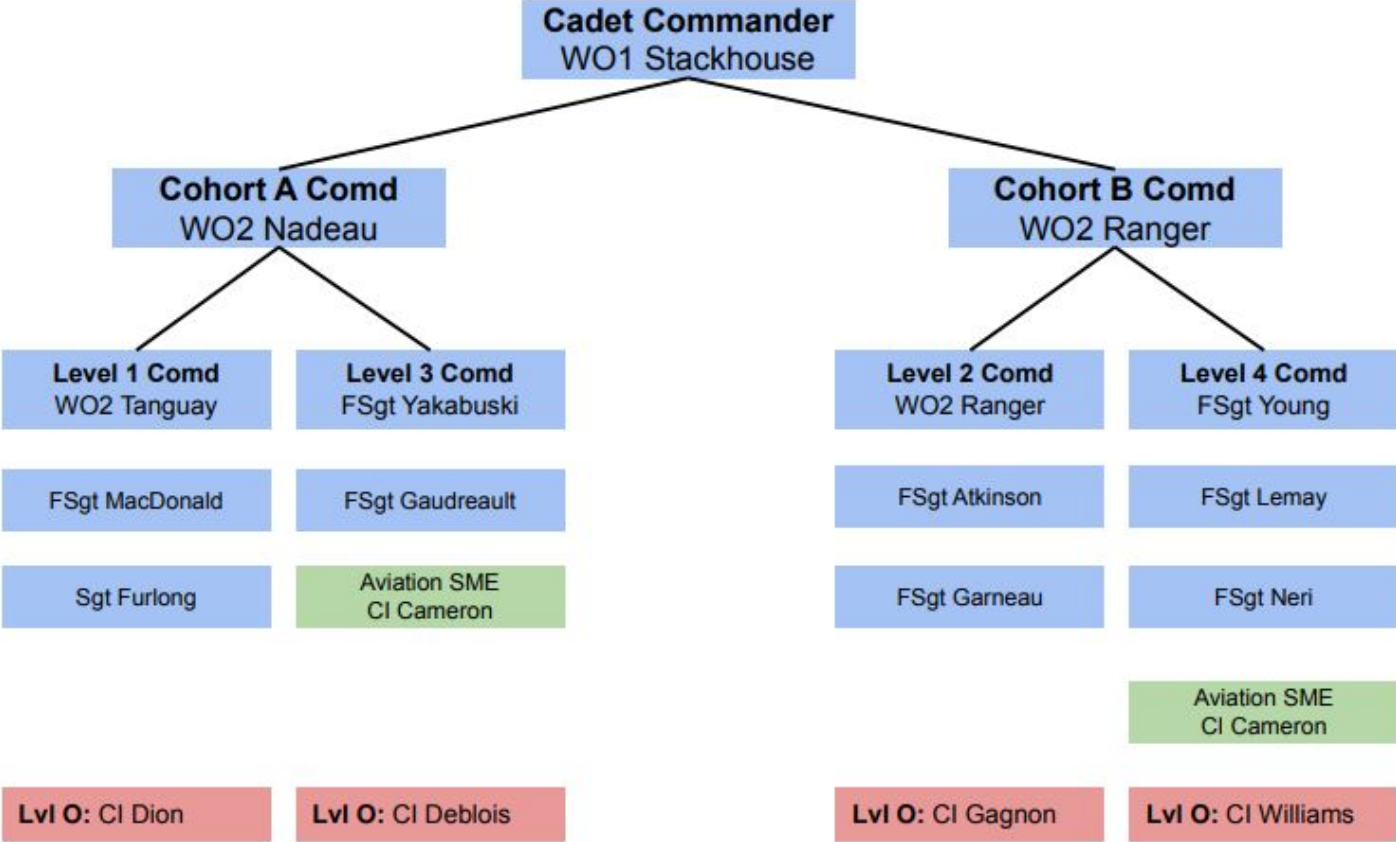 Cadet Commander
WO1 Stackhouse
Cohort A Comd
WO2 Nadeau
Cohort B Comd
WO2 Ranger
Level 1 Comd
WO2 Tanguay
Level 3 Comd
FSgt Yakabuski
Level 2 Comd
WO2 Ranger
Level 4 Comd
FSgt Young
FSgt MacDonald
FSgt Gaudreault
FSgt Atkinson
FSgt Lemay
Sgt Furlong
Aviation SME
CI Cameron
FSgt Garneau
FSgt Neri
Aviation SME
CI Cameron
Lvl O: CI Dion
Lvl O: CI Deblois
Lvl O: CI Gagnon
Lvl O: CI Williams